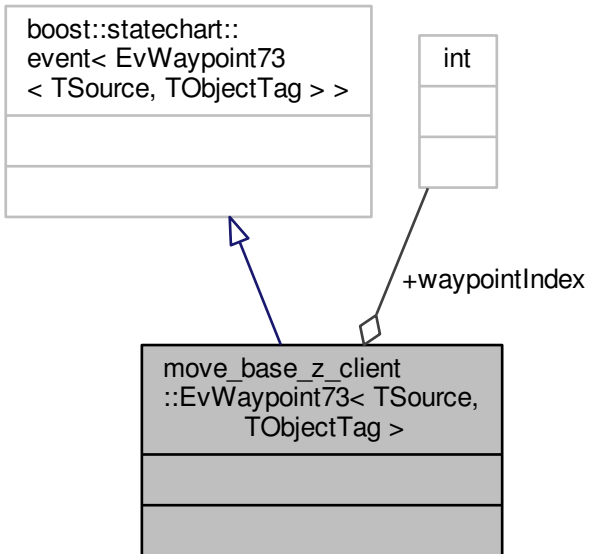 boost::statechart::
event< EvWaypoint73
< TSource, TObjectTag > >
int
+waypointIndex
move_base_z_client
::EvWaypoint73< TSource,
TObjectTag >